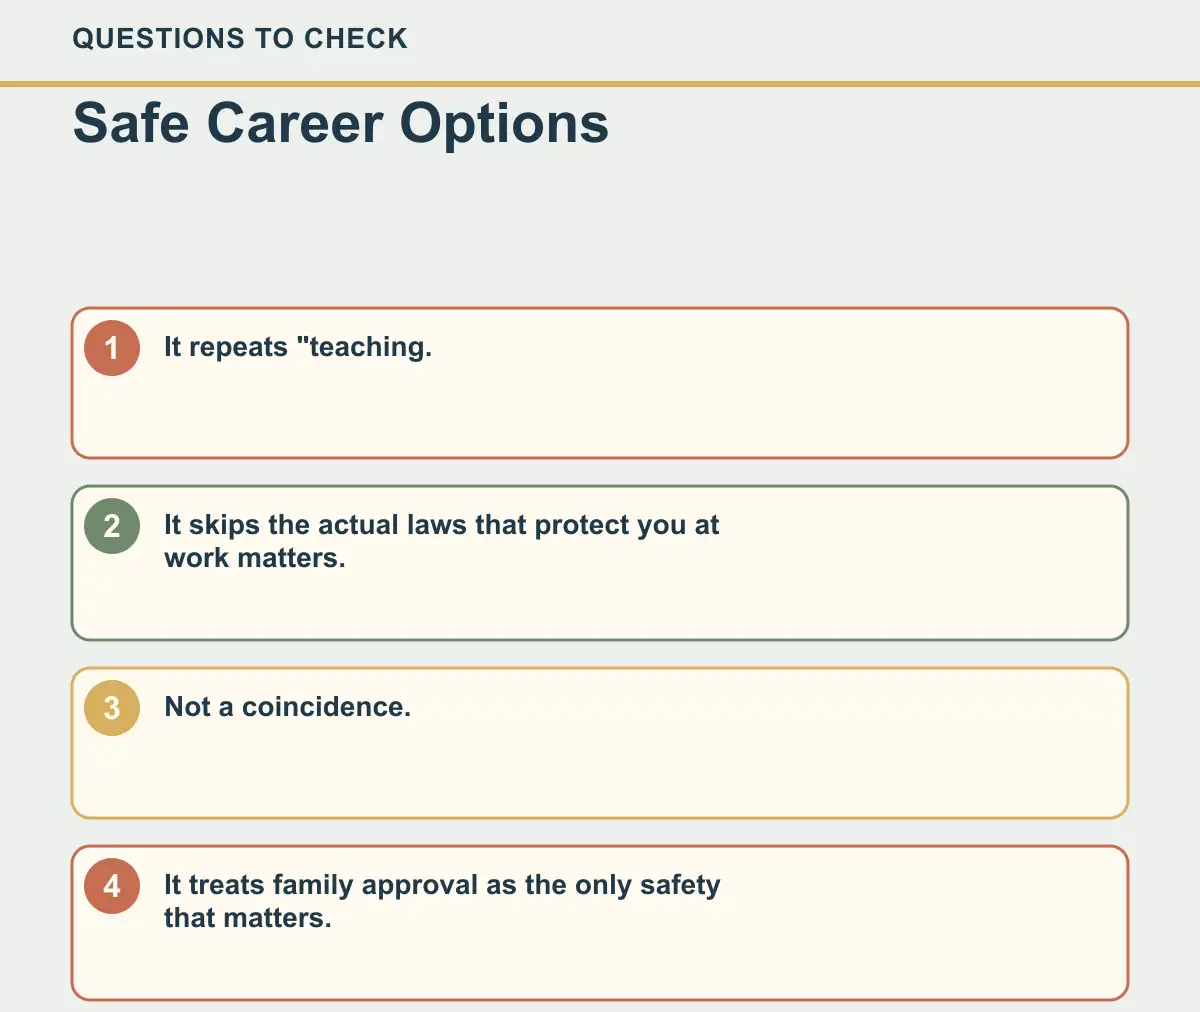 QUESTIONS TO CHECK
Safe Career Options
1
It repeats "teaching.
2
It skips the actual laws that protect you at
work matters.
3
Not a coincidence.
4
It treats family approval as the only safety
that matters.